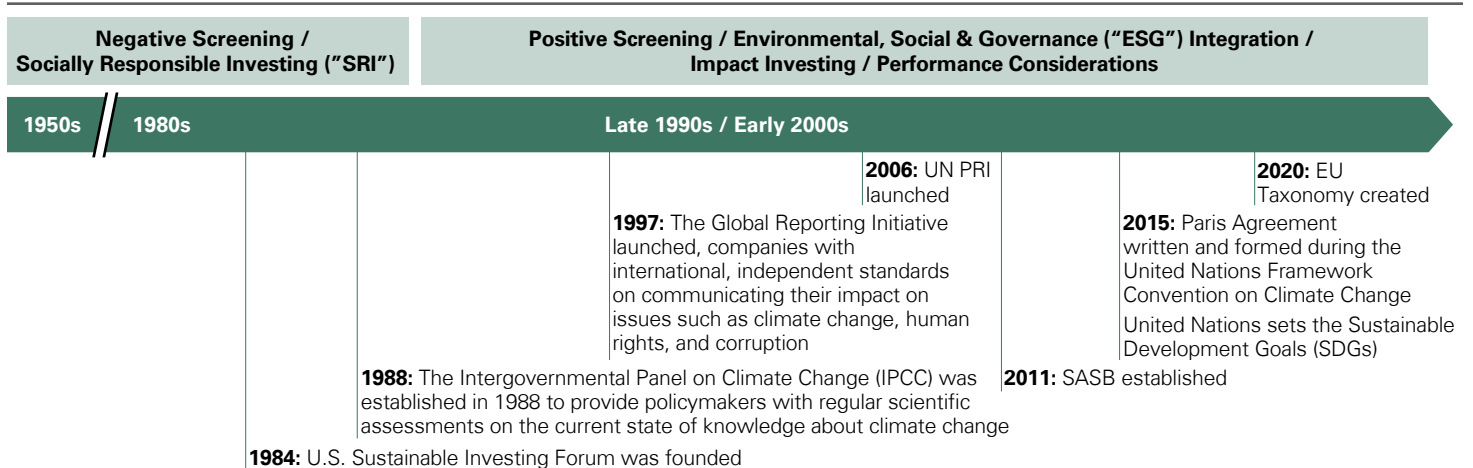 Negative Screening /
Socially Responsible Investing ("SRI")
Positive Screening / Environmental, Social & Governance (“ESG”) Integration /
Impact Investing / Performance Considerations
1950s
1980s
Late 1990s / Early 2000s
2006: UN PRI
launched
2020: EU
Taxonomy created
1997: The Global Reporting Initiative
launched, companies with
international, independent standards
on communicating their impact on
issues such as climate change, human
rights, and corruption
2015: Paris Agreement
written and formed during the
United Nations Framework
Convention on Climate Change
United Nations sets the Sustainable
Development Goals (SDGs)
1988: The Intergovernmental Panel on Climate Change (IPCC) was
established in 1988 to provide policymakers with regular scientific
assessments on the current state of knowledge about climate change
2011: SASB established
1984: U.S. Sustainable Investing Forum was founded